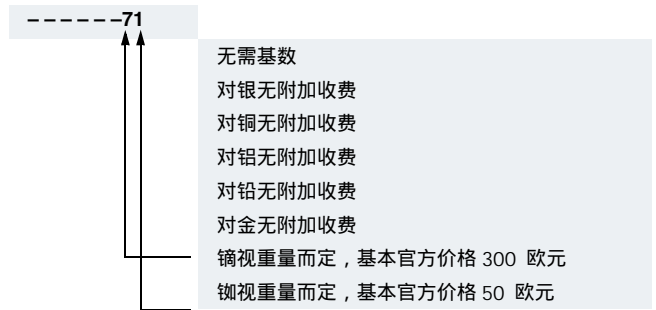 ––––––71
无需基数
对银无附加收费
对铜无附加收费
对铝无附加收费
对铅无附加收费
对金无附加收费
镝视重量而定,基本官方价格 300 欧元
钕视重量而定,基本官方价格 50 欧元